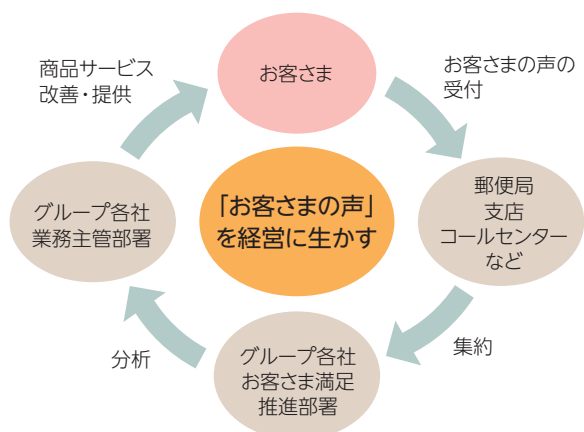 お客さま
お客さまの声の
受付
郵便局
支店
コールセンター
など
集約
グループ各社
お客さま満足
推進部署
分析
グループ各社
業務主管部署
商品サービス
改善・提供
「お客さまの声」
を経営に生かす